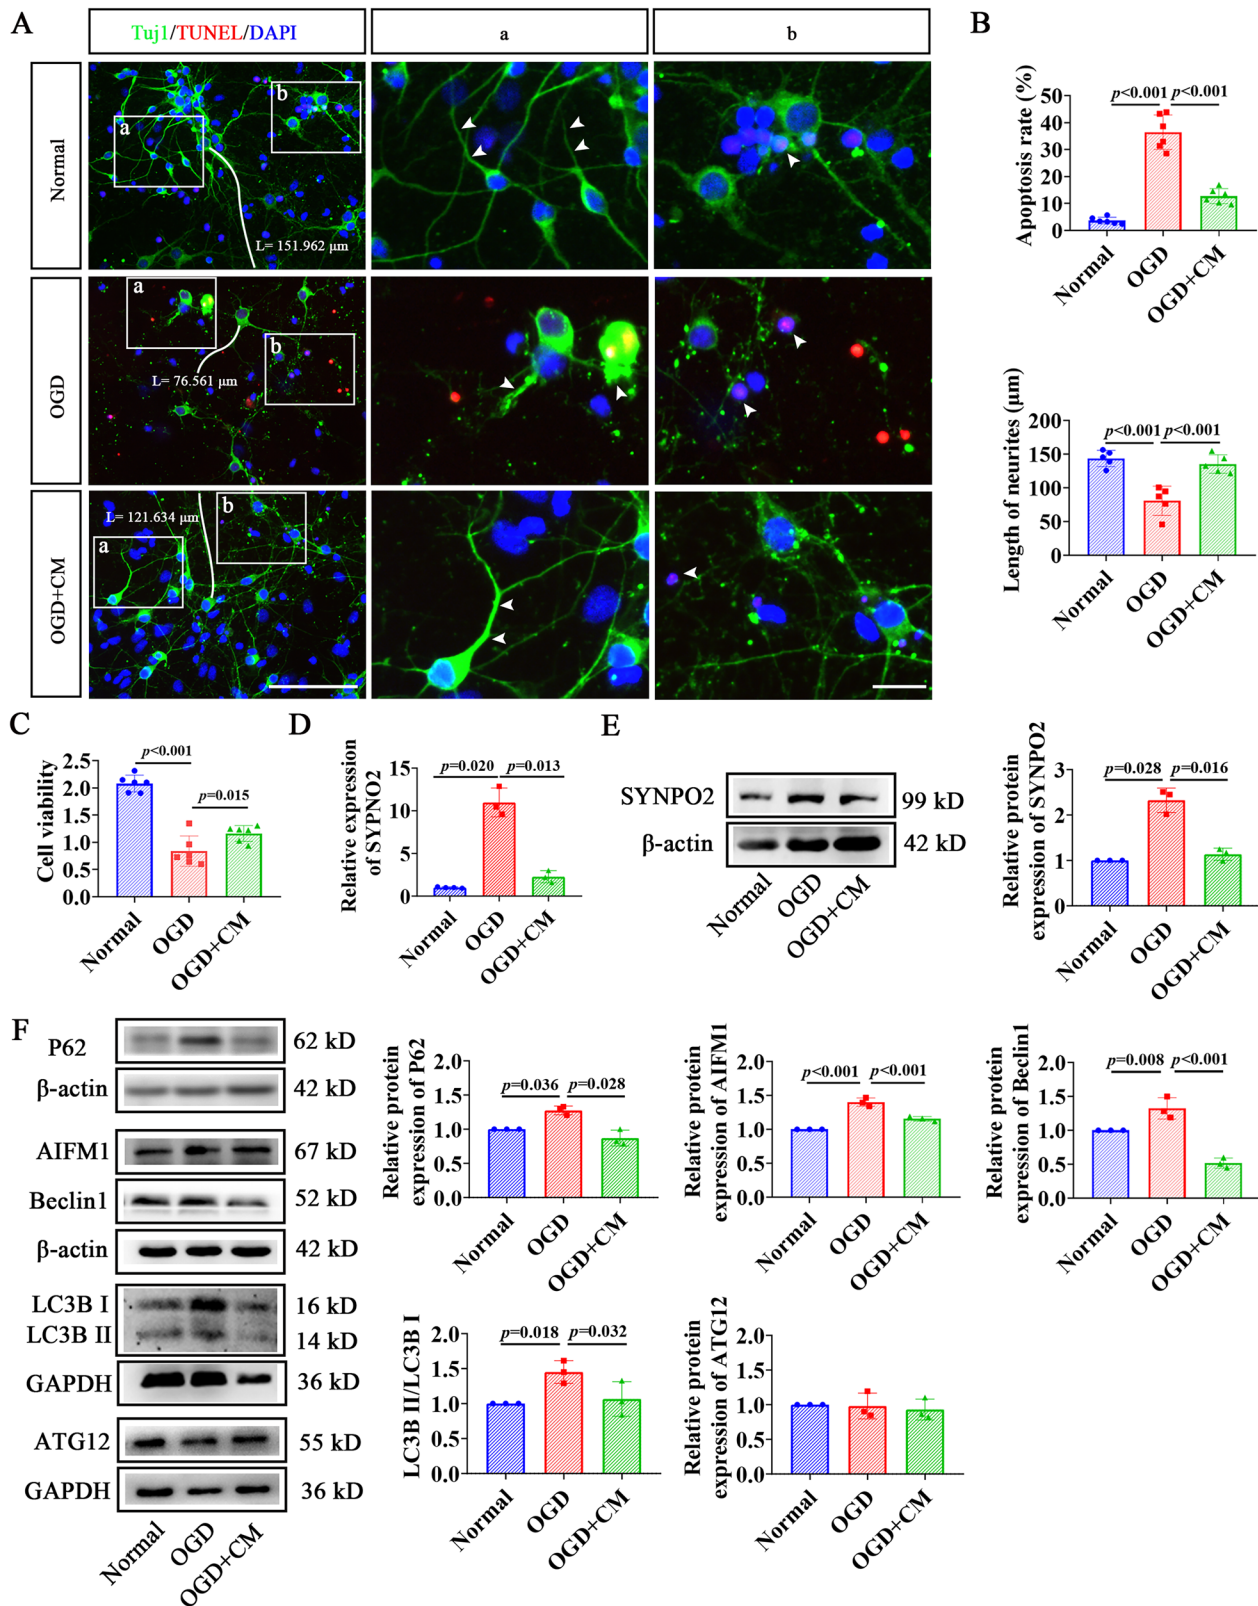 A
Tuj1/TUNEL/DAPI
a
b
Normal
a
b
L= 151.962 μm
OGD
a
b
L= 76.561 μm
OGD+CM
L= 121.634 μm
a
b
B
Apoptosis rate (%)
p<0.001 p<0.001
50
40
30
20
10
0
Normal
OGD
OGD+CM
Length of neurites (μm)
200
p<0.001 p<0.001
150
100
50
0
Normal
OGD
OGD+CM
C
Cell viability
p<0.001
2.5
2.0
p=0.015
1.5
1.0
0.5
0.0
Normal
OGD
OGD+CM
D
Relative expression
of SYPNO2
15
p=0.020 p=0.013
10
5
0
Normal
OGD
OGD+CM
E
SYNPO2
99 kD
β-actin
42 kD
Normal
OGD
OGD+CM
Relative protein
expression of SYNPO2
3
p=0.028 p=0.016
2
1
0
Normal
OGD
OGD+CM
F
P62
62 kD
β-actin
42 kD
AIFM1
67 kD
Beclin1
52 kD
β-actin
42 kD
LC3B I
16 kD
LC3B II
14 kD
GAPDH
36 kD
ATG12
55 kD
GAPDH
36 kD
Normal
OGD
OGD+CM
Relative protein
expression of P62
2.0
1.5
p=0.036 p=0.028
1.0
0.5
0.0
Normal
OGD
OGD+CM
Relative protein
expression of AIFM1
2.0
p<0.001 p<0.001
1.5
1.0
0.5
0.0
Normal
OGD
OGD+CM
Relative protein
expression of Beclin1
2.0
p=0.008 p<0.001
1.5
1.0
0.5
0.0
Normal
OGD
OGD+CM
LC3B II/LC3B I
2.0
p=0.018 p=0.032
1.5
1.0
0.5
0.0
Normal
OGD
OGD+CM
Relative protein
expression of ATG12
2.0
1.5
1.0
0.5
0.0
Normal
OGD
OGD+CM